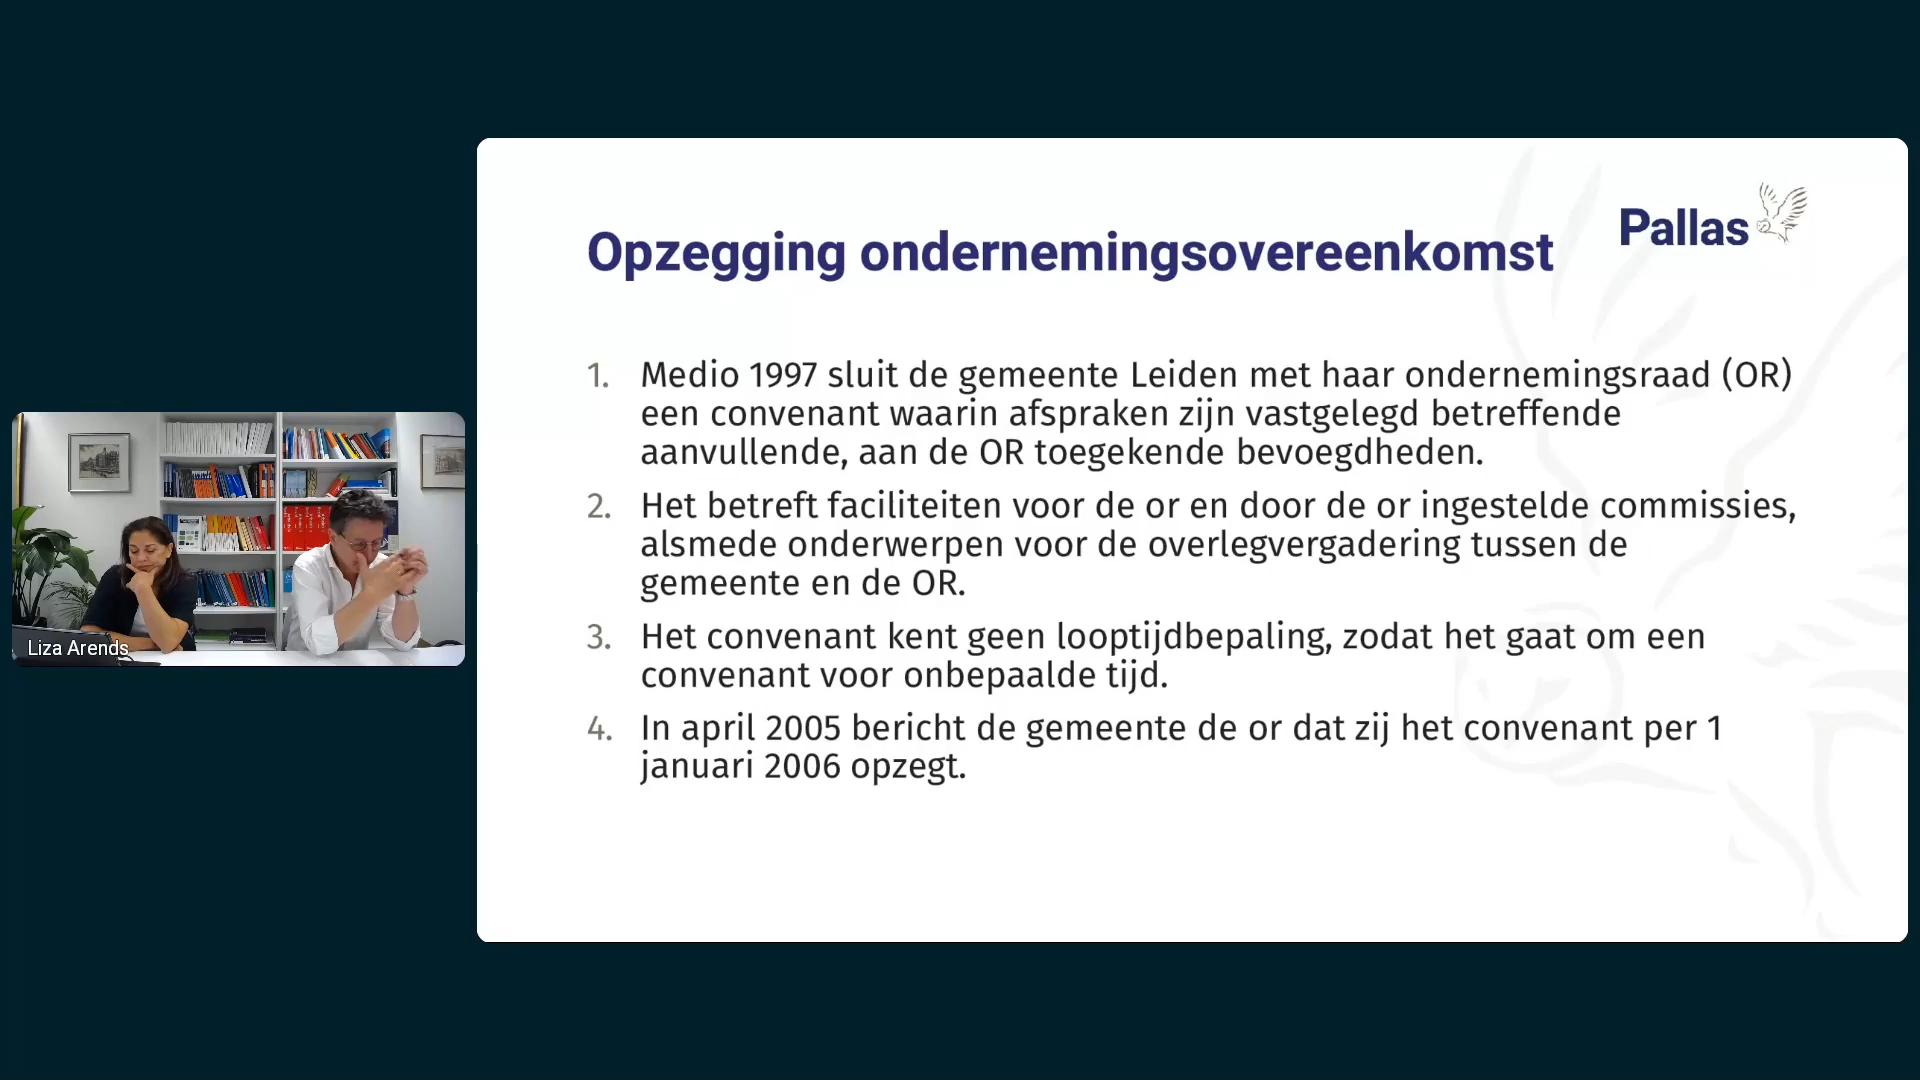 Pallas
Opzegging ondernemingsovereenkomst
1. Medio 1997 sluit de gemeente Leiden met haar ondernemingsraad (OR)
een convenant waarin afspraken zijn vastgelegd betreffende
aanvullende, aan de OR toegekende bevoegdheden.
2. Het betreft faciliteiten voor de or en door de or ingestelde commissies,
alsmede onderwerpen voor de overlegvergadering tussen de
gemeente en de OR.
3. Het convenant kent geen looptijdbepaling, zodat het gaat om een
convenant voor onbepaalde tijd.
4. In april 2005 bericht de gemeente de or dat zij het convenant per 1
januari 2006 opzegt.
Liza Arends